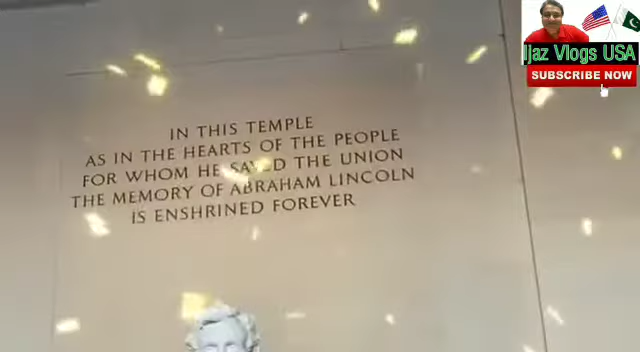 IN THIS TEMPLE
AS IN THE HEARTS OF THE PEOPLE
FOR WHOM HE SAVED THE UNION
THE MEMORY OF ABRAHAM LINCOLN
IS ENSHRINED FOREVER
Ijaz Vlogs USA
SUBSCRIBE NOW